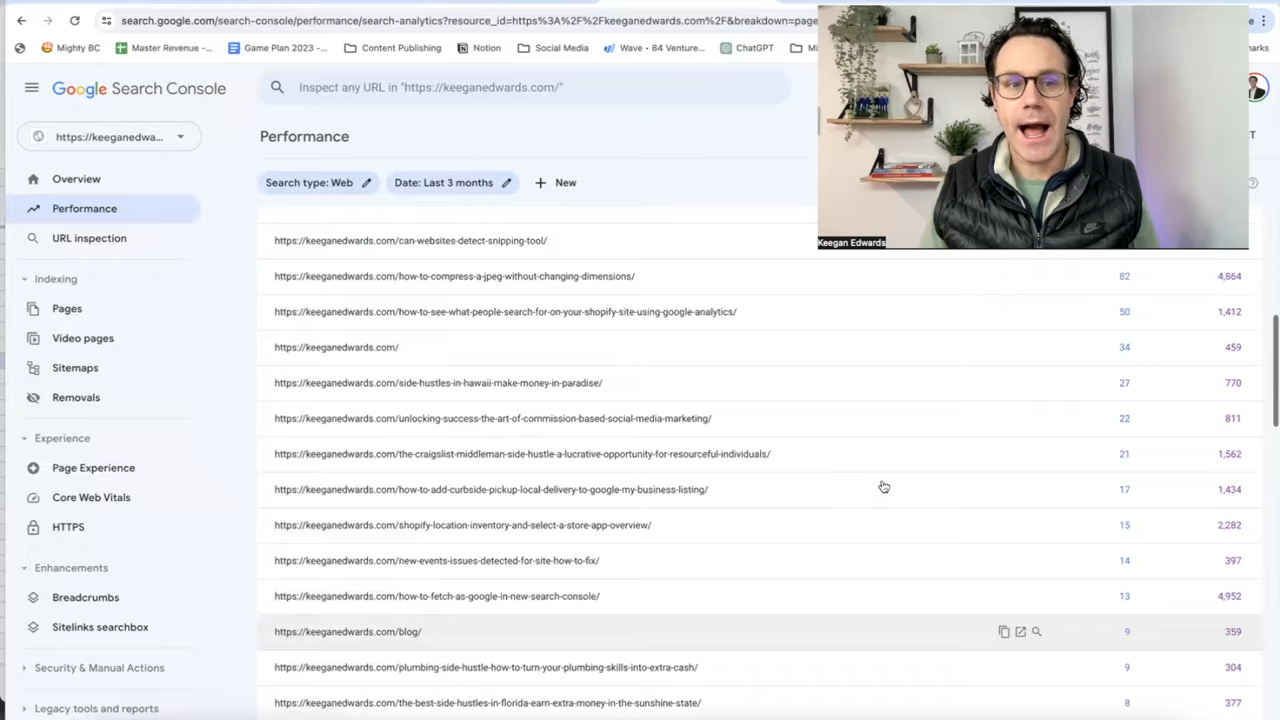 search.google.com/search-console/performance/search-analytics?resource_id=https%3A%2F%2Fkeeganedwards.com%2F&breakdown=page
Mighty BC
Master Revenue -...
Game Plan 2023 -...
Content Publishing
Notion
Social Media
Wave • 84 Venture...
ChatGPT
Google Search Console
Inspect any URL in "https://keeganedwards.com/"
https://keeganedwa...
Performance
Search type: Web
Date: Last 3 months
New
Overview
Performance
URL inspection
Indexing
Pages
Video pages
Sitemaps
Removals
Experience
Page Experience
Core Web Vitals
HTTPS
Enhancements
Breadcrumbs
Sitelinks searchbox
Security & Manual Actions
Legacy tools and reports
Keegan Edwards
https://keeganedwards.com/can-websites-detect-snipping-tool/
https://keeganedwards.com/how-to-compress-a-jpeg-without-changing-dimensions/ 82 4,864
https://keeganedwards.com/how-to-see-what-people-search-for-on-your-shopify-site-using-google-analytics/ 50 1,412
https://keeganedwards.com/ 34 459
https://keeganedwards.com/side-hustles-in-hawaii-make-money-in-paradise/ 27 770
https://keeganedwards.com/unlocking-success-the-art-of-commission-based-social-media-marketing/ 22 811
https://keeganedwards.com/the-craigslist-middleman-side-hustle-a-lucrative-opportunity-for-resourceful-individuals/ 21 1,562
https://keeganedwards.com/how-to-add-curbside-pickup-local-delivery-to-google-my-business-listing/ 17 1,434
https://keeganedwards.com/shopify-location-inventory-and-select-a-store-app-overview/ 15 2,282
https://keeganedwards.com/new-events-issues-detected-for-site-how-to-fix/ 14 397
https://keeganedwards.com/how-to-fetch-as-google-in-new-search-console/ 13 4,952
https://keeganedwards.com/blog/ 9 359
https://keeganedwards.com/plumbing-side-hustle-how-to-turn-your-plumbing-skills-into-extra-cash/ 9 304
https://keeganedwards.com/the-best-side-hustles-in-florida-earn-extra-money-in-the-sunshine-state/ 8 377